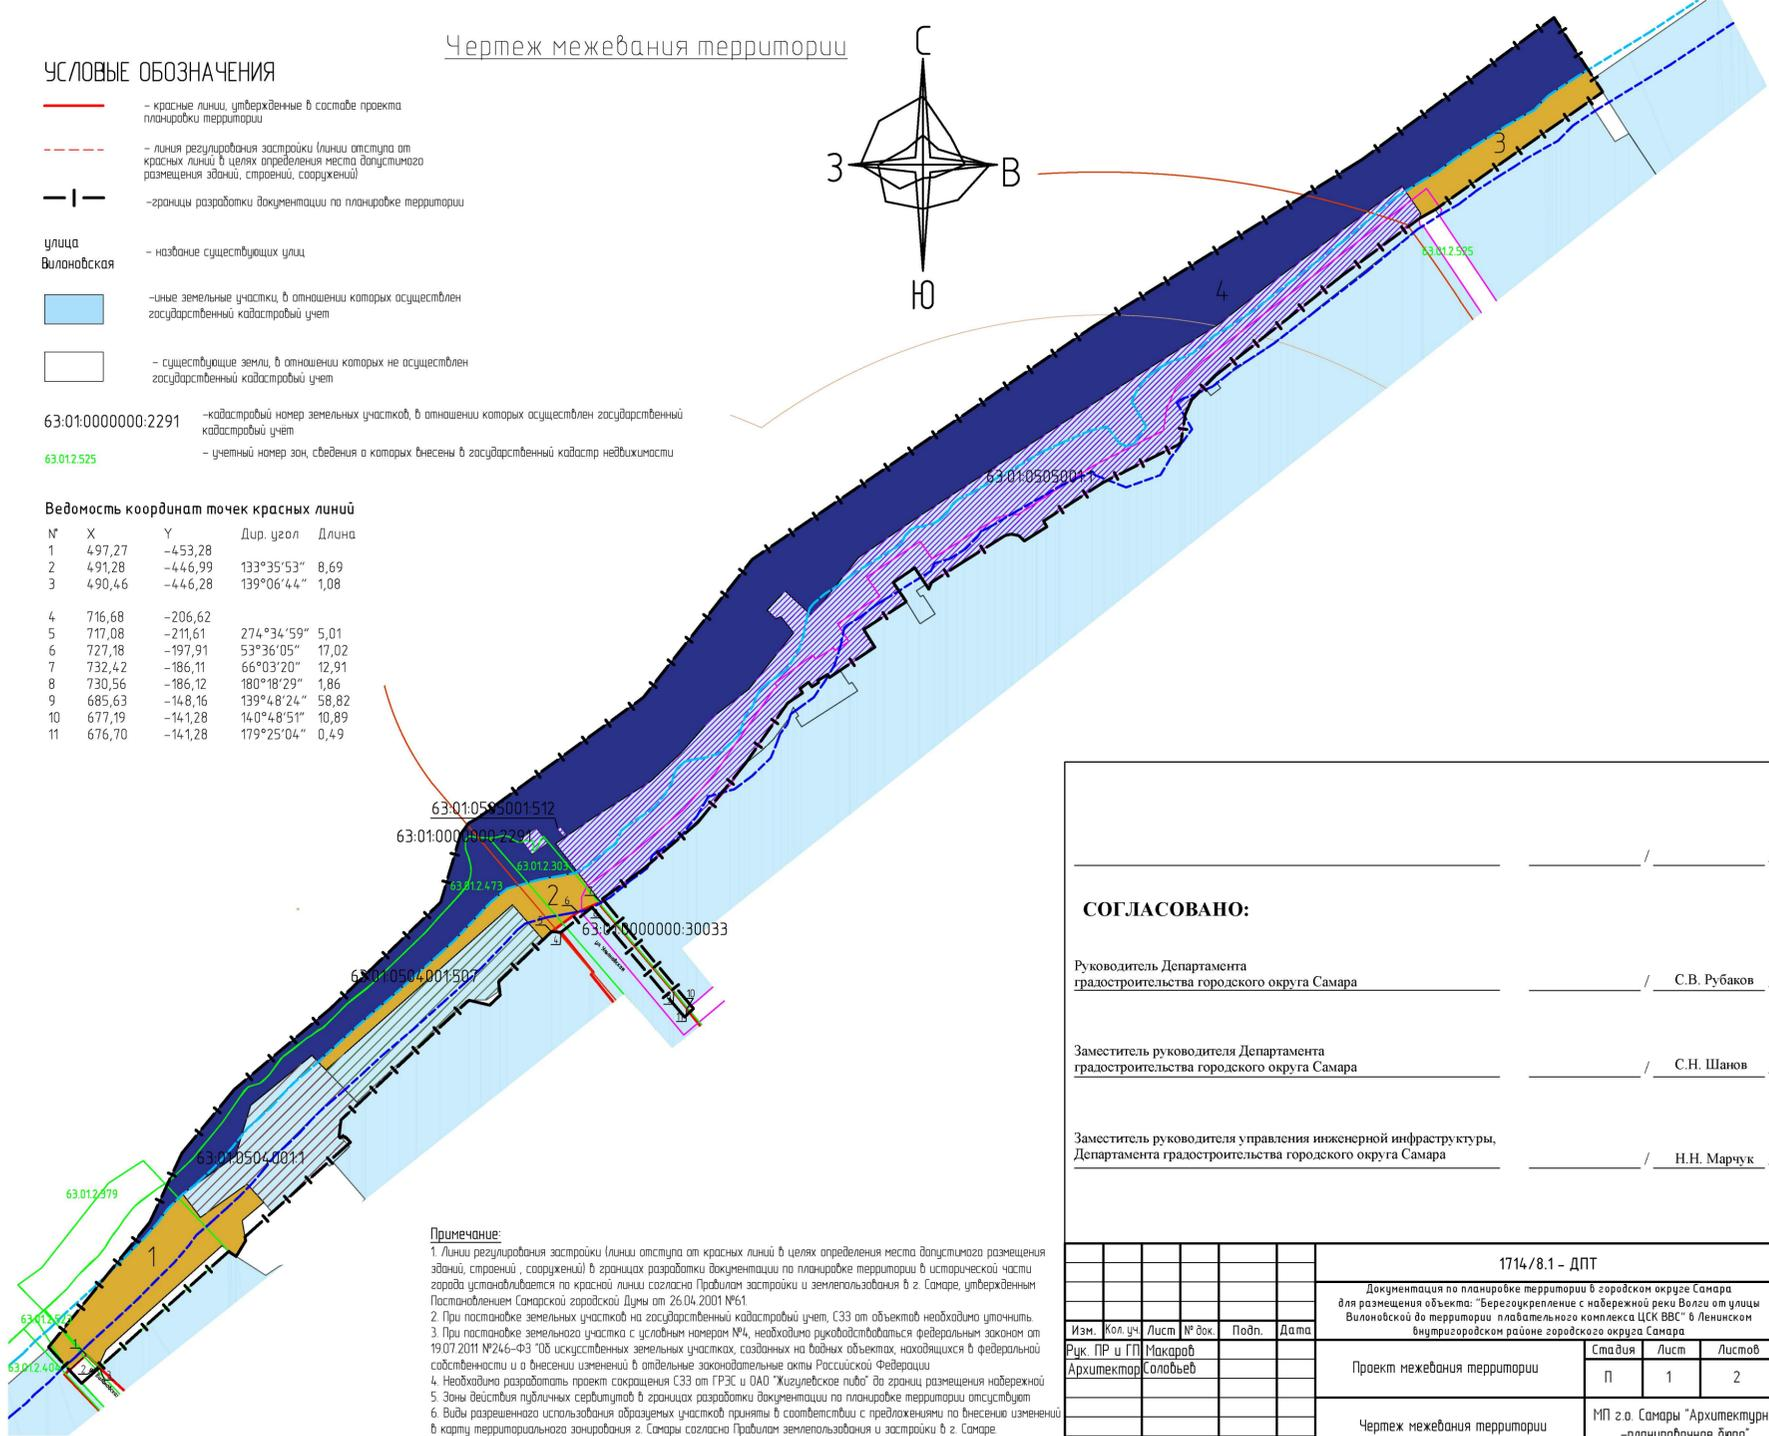 Чертеж межевания территории
УСЛОВЫЕ ОБОЗНАЧЕНИЯ
- красные линии, утвержденные в составе проекта
планировки территории
- линия регулирования застройки (линии отступа от
красных линий в целях определения места допустимого
размещения зданий, строений, сооружений)
-границы разработки документации по планировке территории
улица
Вилоновская
- название существующих улиц
-иные земельные участки, в отношении которых осуществлен
государственный кадастровый учет
- существующие земли, в отношении которых не осуществлен
государственный кадастровый учет
63:01:0000000:2291
-кадастровый номер земельных участков, в отношении которых осуществлен государственный
кадастровый учёт
63.01.2.525
- учетный номер зон, сведения о которых внесены в государственный кадастр недвижимости
С
З
В
Ю
Ведомость координат точек красных линий
№ X Y Дир. угол Длина
1 497,27 -453,28
2 491,28 -446,99 133°35'53" 8,69
3 490,46 -446,28 139°06'44" 1,08
4 716,68 -206,62
5 717,08 -211,61 274°34'59" 5,01
6 727,18 -197,91 53°36'05" 17,02
7 732,42 -186,11 66°03'20" 12,91
8 730,56 -186,12 180°18'29" 1,86
9 685,63 -148,16 139°48'24" 58,82
10 677,19 -141,28 140°48'51" 10,89
11 676,70 -141,28 179°25'04" 0,49
3
63.01.2.525
4
63:01:0505001:1
63:01:0505001:512
63:01:0000000:2291
63.01.2.303
63.01.2.473
2
6
4
63:01:0000000:30033
10
63:01:0504001:507
63:01:0504001:1
63.01.2.379
1
Примечание:
1. Линии регулирования застройки (линии отступа от красных линий в целях определения места допустимого размещения
зданий, строений , сооружений) в границах разработки документации по планировке территории в исторической части
города устанавливается по красной линии согласно Правилам застройки и землепользования в г. Самаре, утвержденным
Постановлением Самарской городской Думы от 26.04.2001 №61.
2. При постановке земельных участков на государственный кадастровый учет, СЗЗ от объектов необходимо уточнить.
3. При постановке земельного участка с условным номером №4, необходимо руководствоваться федеральным законом от
19.07.2011 №246-ФЗ "Об искусственных земельных участках, созданных на водных объектах, находящихся в федеральной
собственности и о внесении изменений в отдельные законодательные акты Российской Федерации
4. Необходимо разработать проект сокращения СЗЗ от ГРЭС и ОАО "Жигулевское пиво" до границ размещения набережной
5. Зоны действия публичных сервитутов в границах разработки документации по планировке территории отсуствуют
6. Виды разрешенного использования образуемых участков приняты в соответствии с предложениями по внесению изменений
в карту территориального зонирования г. Самары согласно Правилам землепользования и застройки в г. Самаре.
/
СОГЛАСОВАНО:
Руководитель Департамента
градостроительства городского округа Самара / С.В. Рубаков
Заместитель руководителя Департамента
градостроительства городского округа Самара / С.Н. Шанов
Заместитель руководителя управления инженерной инфраструктуры,
Департамента градостроительства городского округа Самара / Н.Н. Марчук
1714/8.1 - ДПТ
Документация по планировке территории в городском округе Самара
для размещения объекта: "Берегоукрепление с набережной реки Волги от улицы
Вилоновской до территории плавательного комплекса ЦСК ВВС" в Ленинском
внутригородском районе городского округа Самара
Изм. Кол. уч. Лист № док. Подп. Дата
Рук. ПР и ГП Макаров
Архитектор Соловьев
Проект межевания территории
Стадия Лист Листов
П 1 2
Чертеж межевания территории
МП г.о. Самары "Архитектурн
-планировочное бюро"